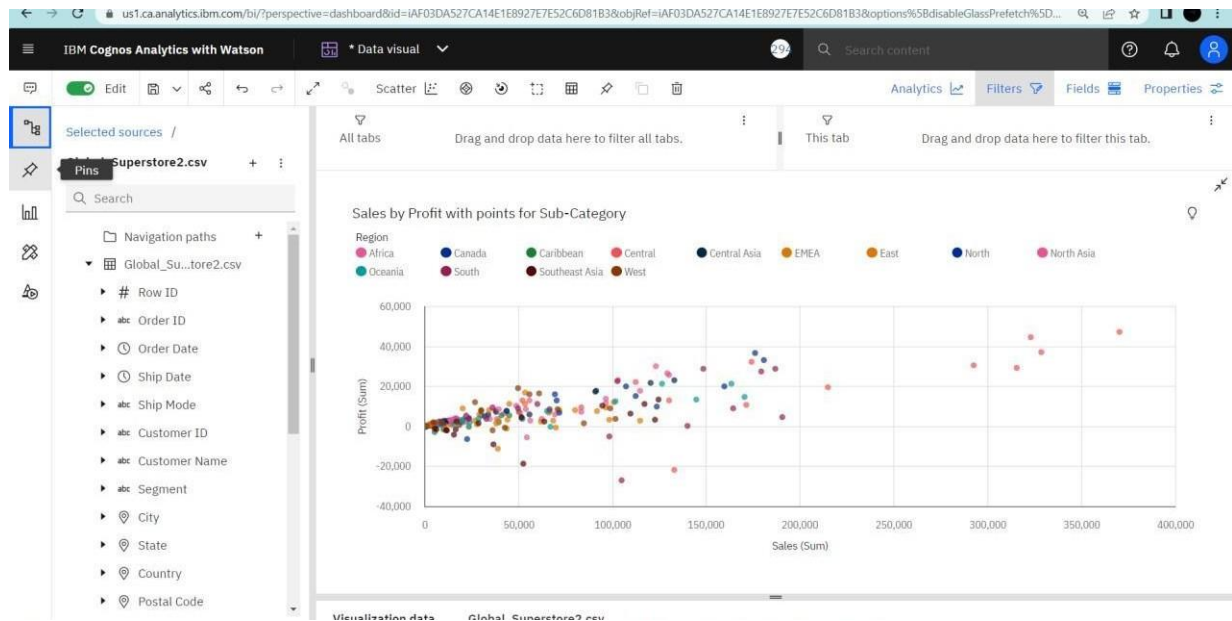 us1.ca.analytics.ibm.com/bi/?perspective=dashboard&id=iAF03DA527CA14E1E8927E7E52C6D81B3&objRef=iAF03DA527CA14E1E8927E7E52C6D81B3&options%5BdisableGlassPrefetch%5D...
IBM Cognos Analytics with Watson
* Data visual
294
Search content
Edit
Scatter
Analytics
Filters
Fields
Properties
Selected sources /
All tabs
Drag and drop data here to filter all tabs.
This tab
Drag and drop data here to filter this tab.
Superstore2.csv
Pins
Search
Navigation paths
Global_Su...tore2.csv
# Row ID
abc Order ID
Order Date
Ship Date
abc Ship Mode
abc Customer ID
abc Customer Name
abc Segment
City
State
Country
Postal Code
Sales by Profit with points for Sub-Category
Region
Africa Canada Caribbean Central Central Asia EMEA East North North Asia
Oceania South Southeast Asia West
Profit (Sum)
60,000
40,000
20,000
0
-20,000
-40,000
0 50,000 100,000 150,000 200,000 250,000 300,000 350,000 400,000
Sales (Sum)
Visualization data Global_Superstore2.csv